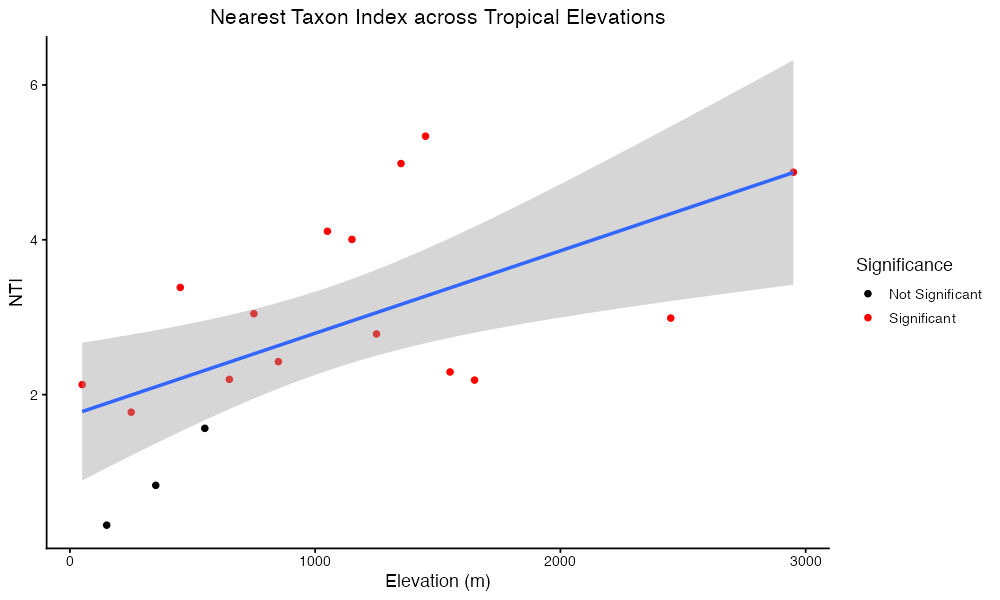 Nearest Taxon Index across Tropical Elevations
NTI
6
4
2
0
1000
2000
3000
Elevation (m)
Significance
Not Significant
Significant